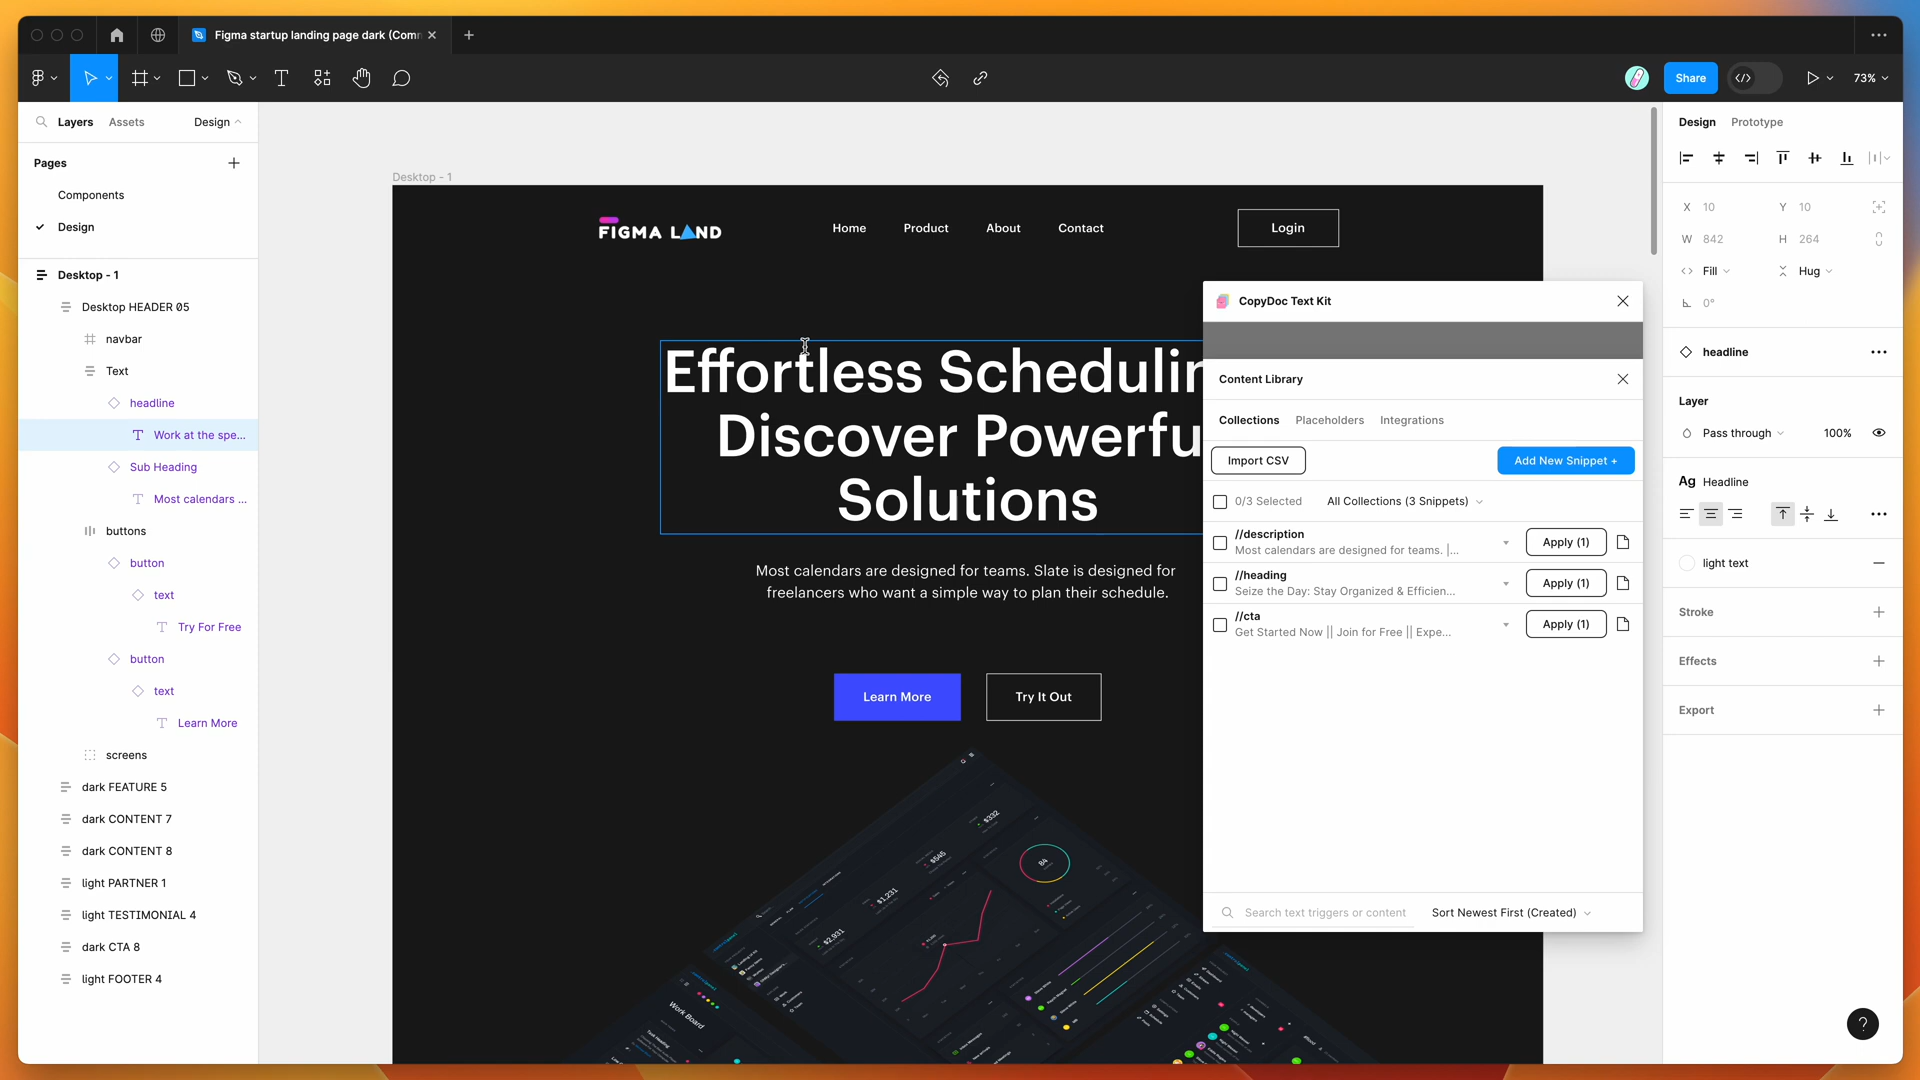 Figma startup landing page dark (Comm
Share
73%
Layers
Assets
Design
Pages
Components
Design
Desktop - 1
Desktop HEADER 05
navbar
Text
headline
Work at the spe...
Sub Heading
Most calendars ...
buttons
button
text
Try For Free
button
text
Learn More
screens
dark FEATURE 5
dark CONTENT 7
dark CONTENT 8
light PARTNER 1
light TESTIMONIAL 4
dark CTA 8
light FOOTER 4
Desktop - 1
FIGMA LAND
Home
Product
About
Contact
Login
Effortless Schedulin
Discover Powerfu
Solutions
Most calendars are designed for teams. Slate is designed for
freelancers who want a simple way to plan their schedule.
Learn More
Try It Out
$332
$545
$1,231
$2,931
84
Work Board
CopyDoc Text Kit
Content Library
Collections
Placeholders
Integrations
Import CSV
Add New Snippet +
0/3 Selected
All Collections (3 Snippets)
//description
Most calendars are designed for teams. |...
Apply (1)
//heading
Seize the Day: Stay Organized & Efficien...
Apply (1)
//cta
Get Started Now || Join for Free || Expe...
Apply (1)
Search text triggers or content
Sort Newest First (Created)
Design
Prototype
X 10
Y 10
W 842
H 264
Fill
Hug
0°
headline
Layer
Pass through
100%
Ag Headline
light text
Stroke
Effects
Export
?